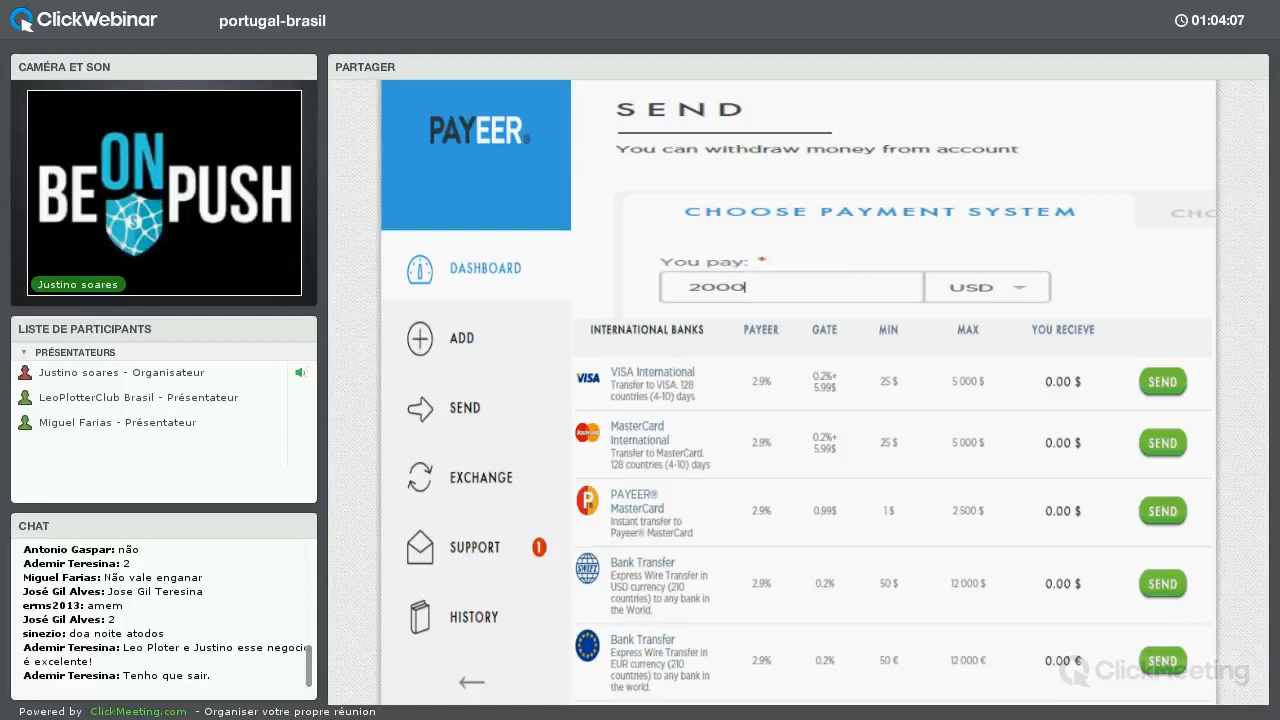 ClickWebinar
portugal-brasil
01:04:07
CAMÉRA ET SON
BE ON PUSH
Justino soares
LISTE DE PARTICIPANTS
PRÉSENTATEURS
Justino soares - Organisateur
LeoPlotterClub Brasil - Présentateur
Miguel Farias - Présentateur
CHAT
Antonio Gaspar: não
Ademir Teresina: 2
Miguel Farias: Não vale enganar
José Gil Alves: Jose Gil Teresina
erms2013: amem
José Gil Alves: 2
sinezio: doa noite atodos
Ademir Teresina: Leo Ploter e Justino esse negocio
é excelente!
Ademir Teresina: Tenho que sair.
Powered by ClickMeeting.com - Organiser votre propre réunion
PARTAGER
PAYEER®
DASHBOARD
ADD
SEND
EXCHANGE
SUPPORT 1
HISTORY
SEND
You can withdraw money from account
CHOOSE PAYMENT SYSTEM
CHO
You pay: *
2000 USD
INTERNATIONAL BANKS PAYEER GATE MIN MAX YOU RECIEVE
VISA
VISA International
Transfer to VISA. 128
countries (4-10) days
2.9% 0.2%+
5.99$
25 $ 5 000 $ 0.00 $ SEND
MasterCard
MasterCard
International
Transfer to MasterCard.
128 countries (4-10) days
2.9% 0.2%+
5.99$
25 $ 5 000 $ 0.00 $ SEND
P
PAYEER®
MasterCard
Instant transfer to
Payeer® MasterCard
2.9% 0.99$ 1 $ 2 500 $ 0.00 $ SEND
SWIFT
Bank Transfer
Express Wire Transfer in
USD currency (210
countries) to any bank in
the World.
2.9% 0.2% 50 $ 12 000 $ 0.00 $ SEND
Bank Transfer
Express Wire Transfer in
EUR currency (210
countries) to any bank in
the world.
2.9% 0.2% 50 € 12 000 € 0.00 € SEND
ClickMeeting